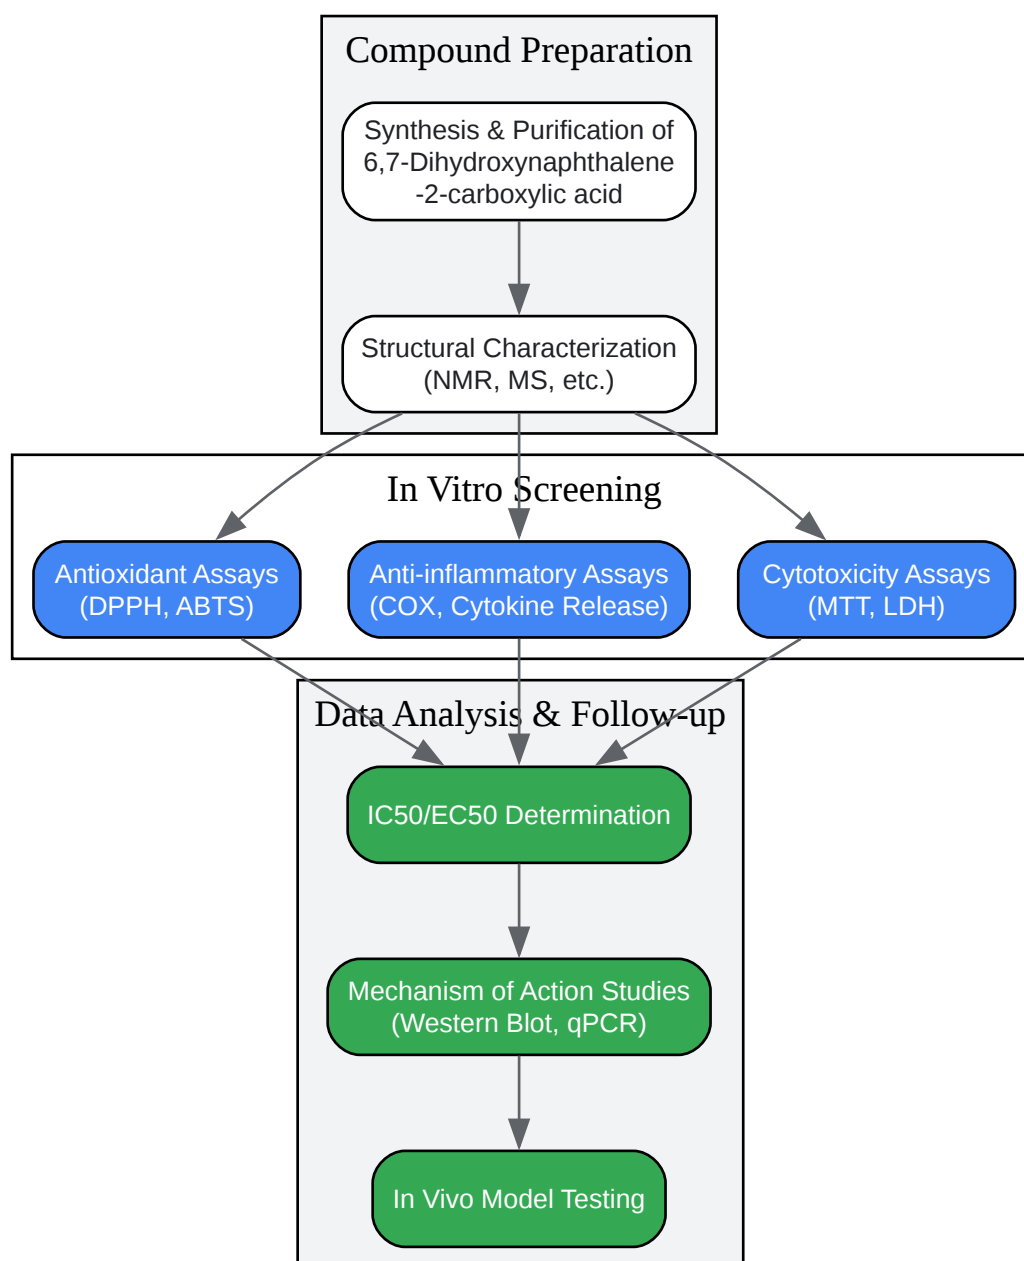 Compound Preparation
Synthesis & Purification of
6,7-Dihydroxynaphthalene
-2-carboxylic acid
Structural Characterization
(NMR, MS, etc.)
In Vitro Screening
Antioxidant Assays
(DPPH, ABTS)
Anti-inflammatory Assays
(COX, Cytokine Release)
Cytotoxicity Assays
(MTT, LDH)
Data Analysis & Follow-up
IC50/EC50 Determination
Mechanism of Action Studies
(Western Blot, qPCR)
In Vivo Model Testing